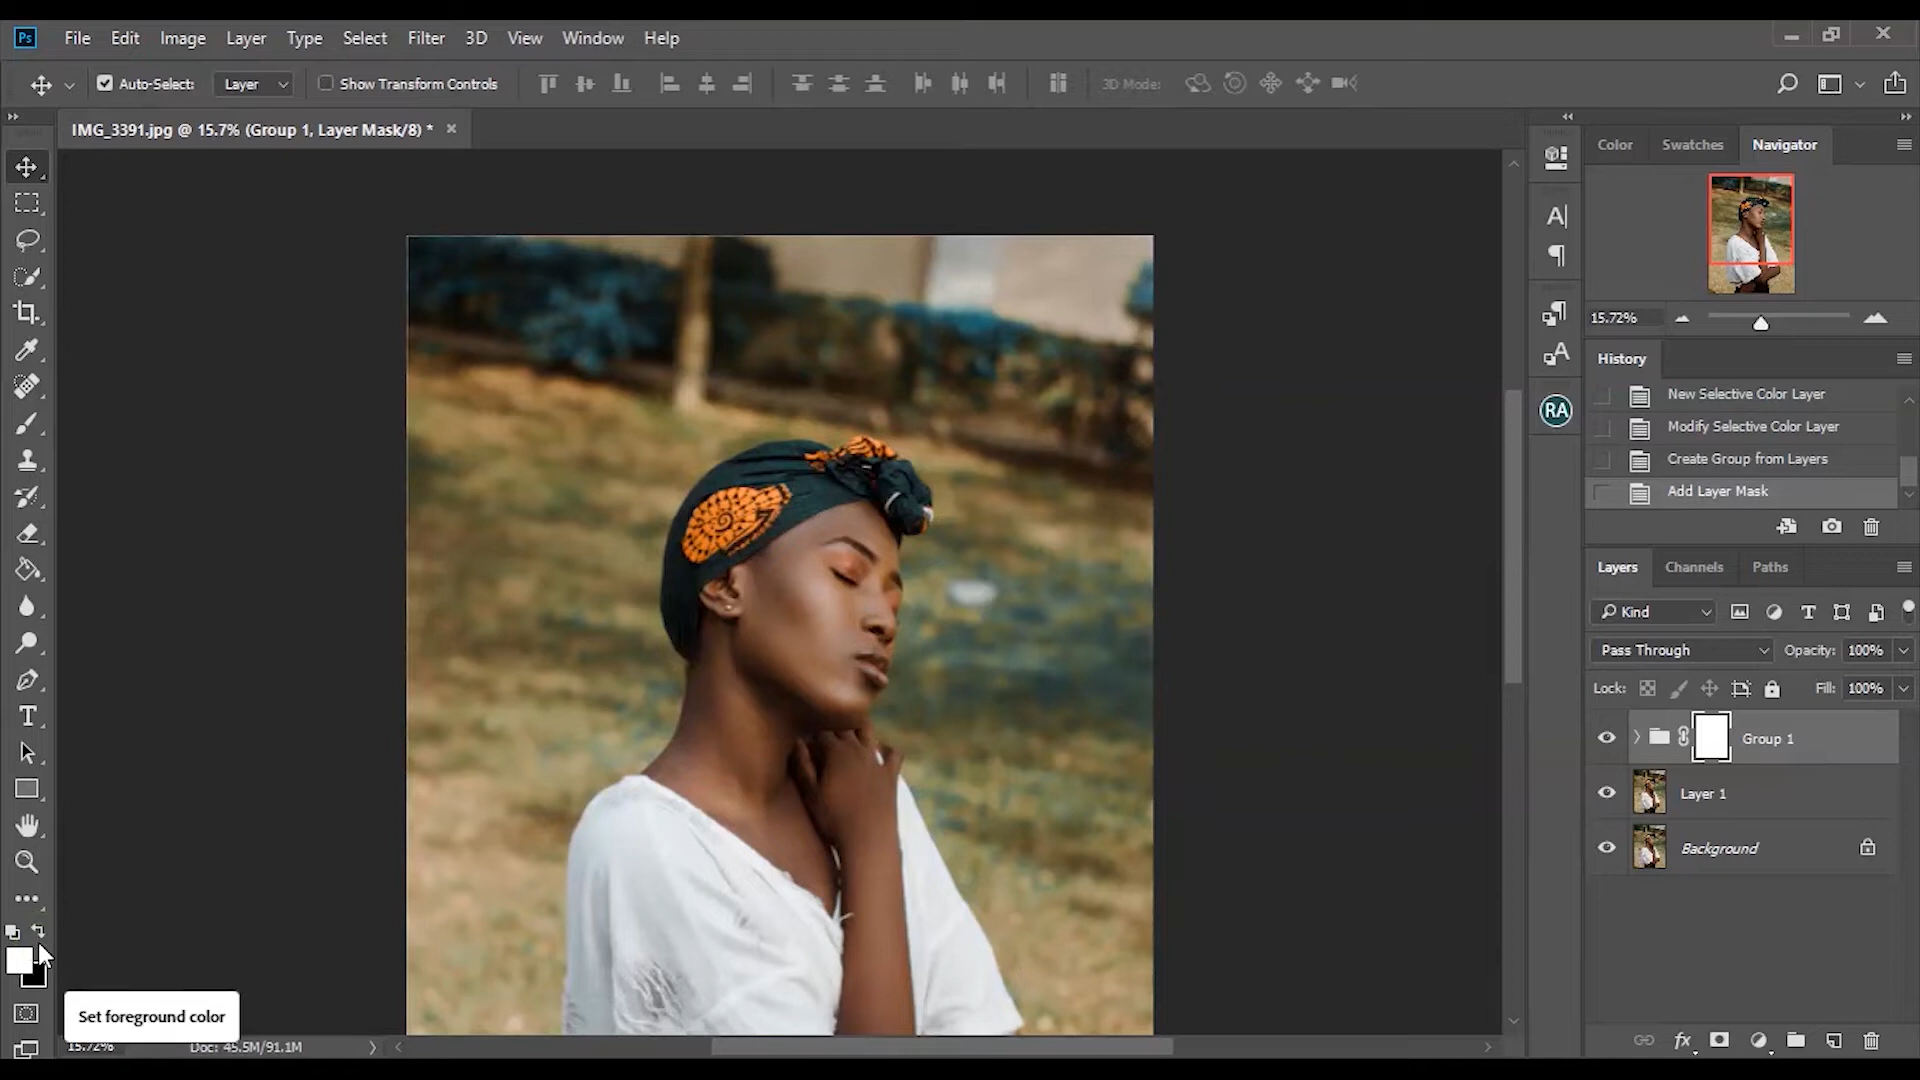 Ps File Edit Image Layer Type Select Filter 3D View Window Help
Auto-Select: Layer Show Transform Controls 3D Mode:
IMG_3391.jpg @ 15.7% (Group 1, Layer Mask/8) *
Color Swatches Navigator
15.72%
History
New Selective Color Layer
Modify Selective Color Layer
Create Group from Layers
Add Layer Mask
RA
Layers Channels Paths
Kind
Pass Through Opacity: 100%
Lock: Fill: 100%
Group 1
Layer 1
Background
fx
Set foreground color
15.72% Doc: 45.5M/91.1M